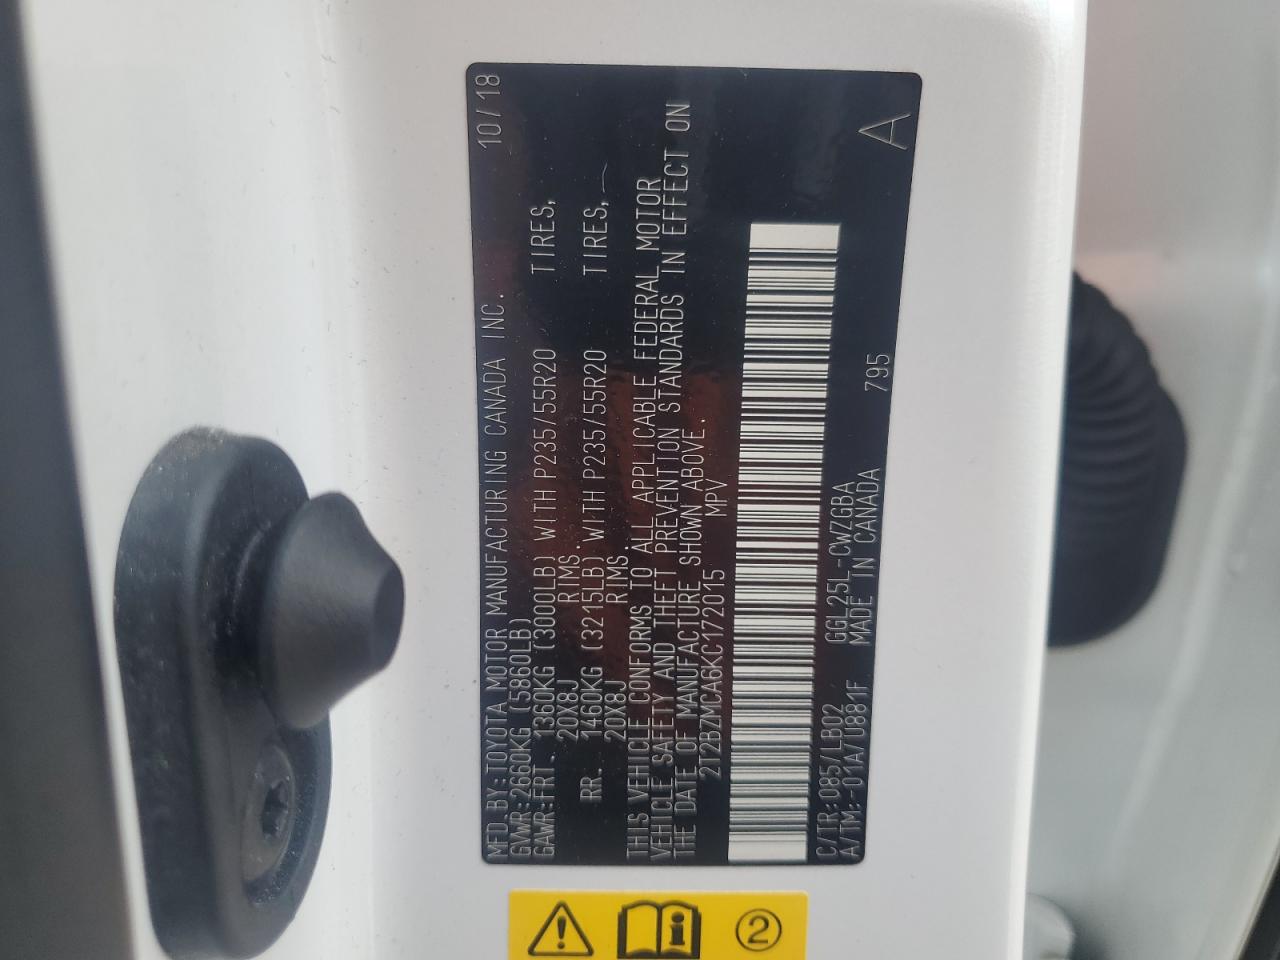 MFD.BY:TOYOTA MOTOR MANUFACTURING CANADA INC. 10/18
GVWR:2660KG (5860LB)
GAWR:FRT. 1360KG (3000LB) WITH P235/55R20 TIRES,
20X8J RIMS.
RR. 1460KG (3215LB) WITH P235/55R20 TIRES,
20X8J RIMS.
THIS VEHICLE CONFORMS TO ALL APPLICABLE FEDERAL MOTOR
VEHICLE SAFETY AND THEFT PREVENTION STANDARDS IN EFFECT ON
THE DATE OF MANUFACTURE SHOWN ABOVE.
2T2BZMCA6KC172015 MPV
C/TR:085/LB02 GGL25L-CWZGBA A
A/TM:-01A/U881F MADE IN CANADA 795
2